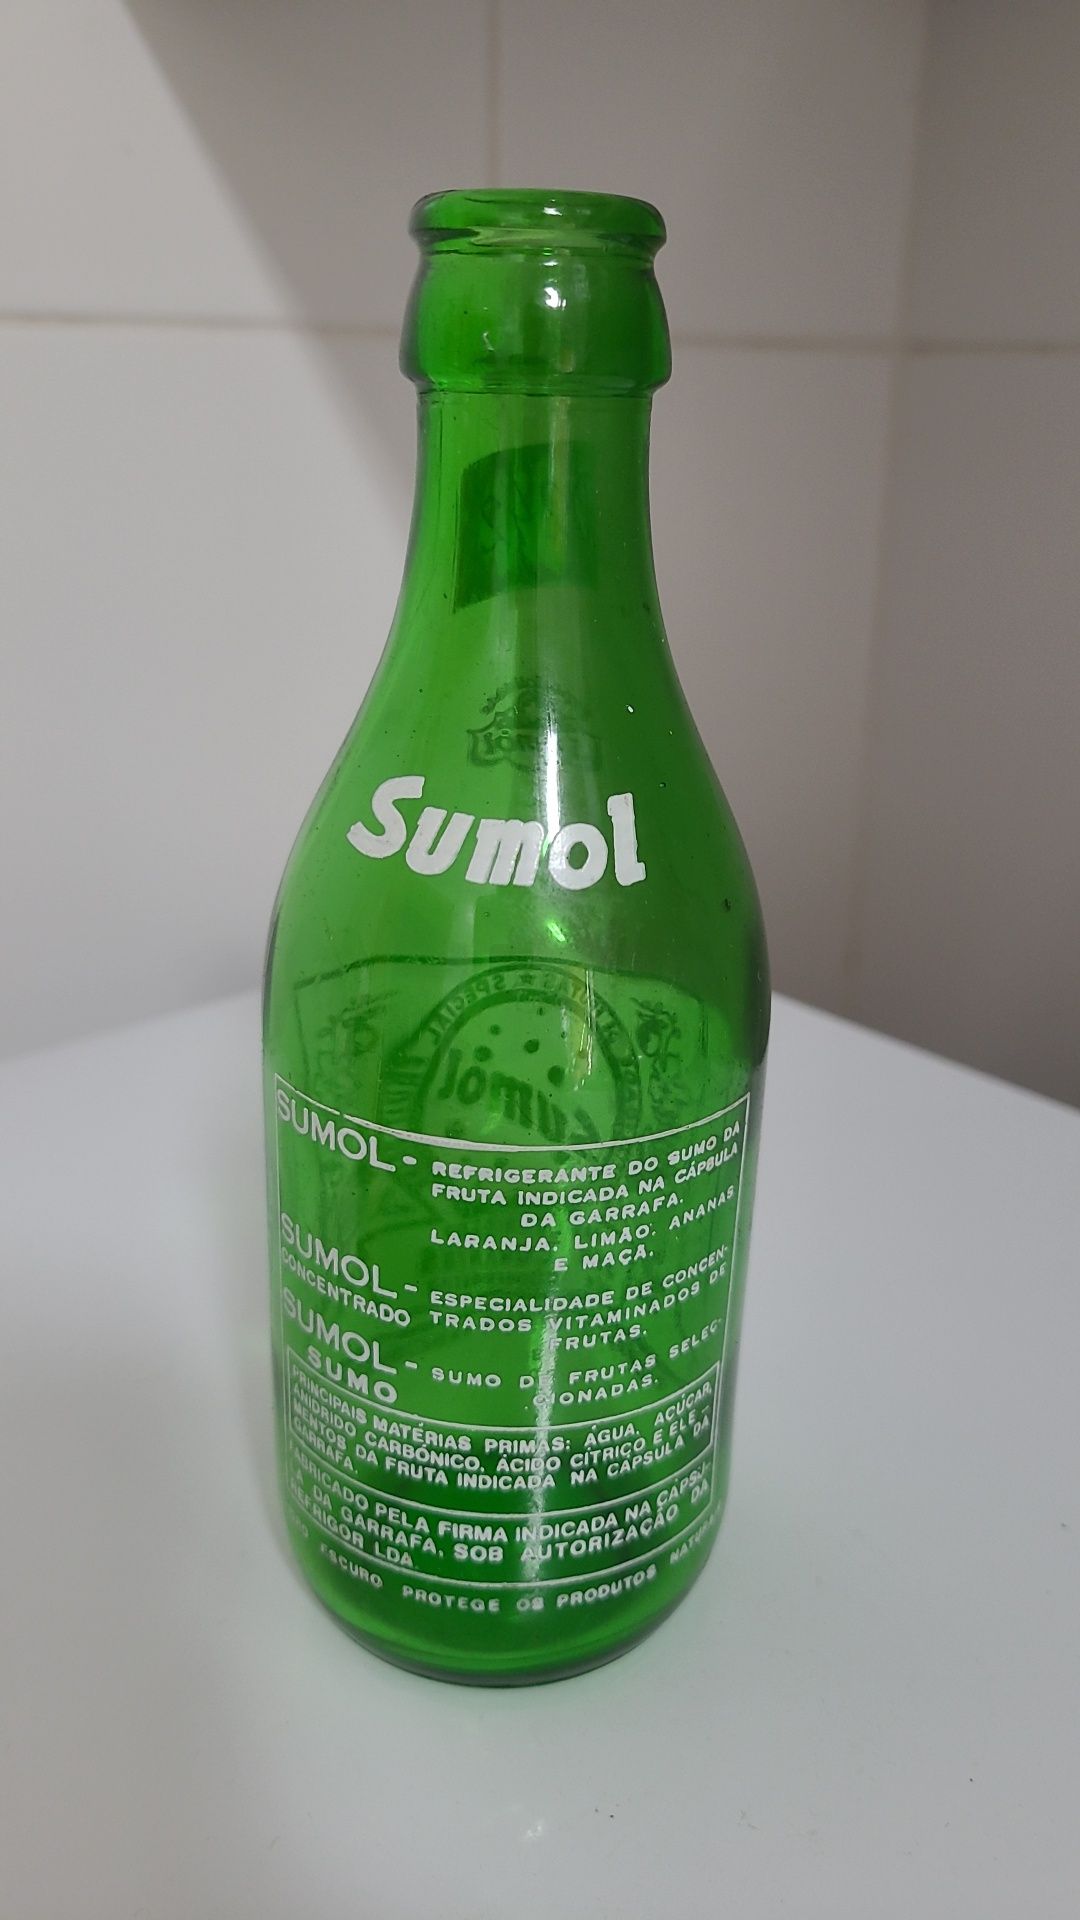 Sumol
SUMOL - REFRIGERANTE DO SUMO DA
FRUTA INDICADA NA CÁPSULA
DA GARRAFA.
LARANJA, LIMÃO, ANANAS
E MAÇÃ.
SUMOL - ESPECIALIDADE DE CONCEN-
CONCENTRADO TRADOS VITAMINADOS DE
FRUTAS.
SUMOL - SUMO DE FRUTAS SELEC-
SUMO CIONADAS.
PRINCIPAIS MATÉRIAS PRIMAS: ÁGUA, AÇÚCAR,
ANIDRIDO CARBÓNICO, ÁCIDO CÍTRICO E ELE-
MENTOS DA FRUTA INDICADA NA CÁPSULA DA
GARRAFA.
FABRICADO PELA FIRMA INDICADA NA CÁPSU-
LA DA GARRAFA, SOB AUTORIZAÇÃO DA
REFRIGOR LDA.
ESCURO PROTEGE OS PRODUTOS